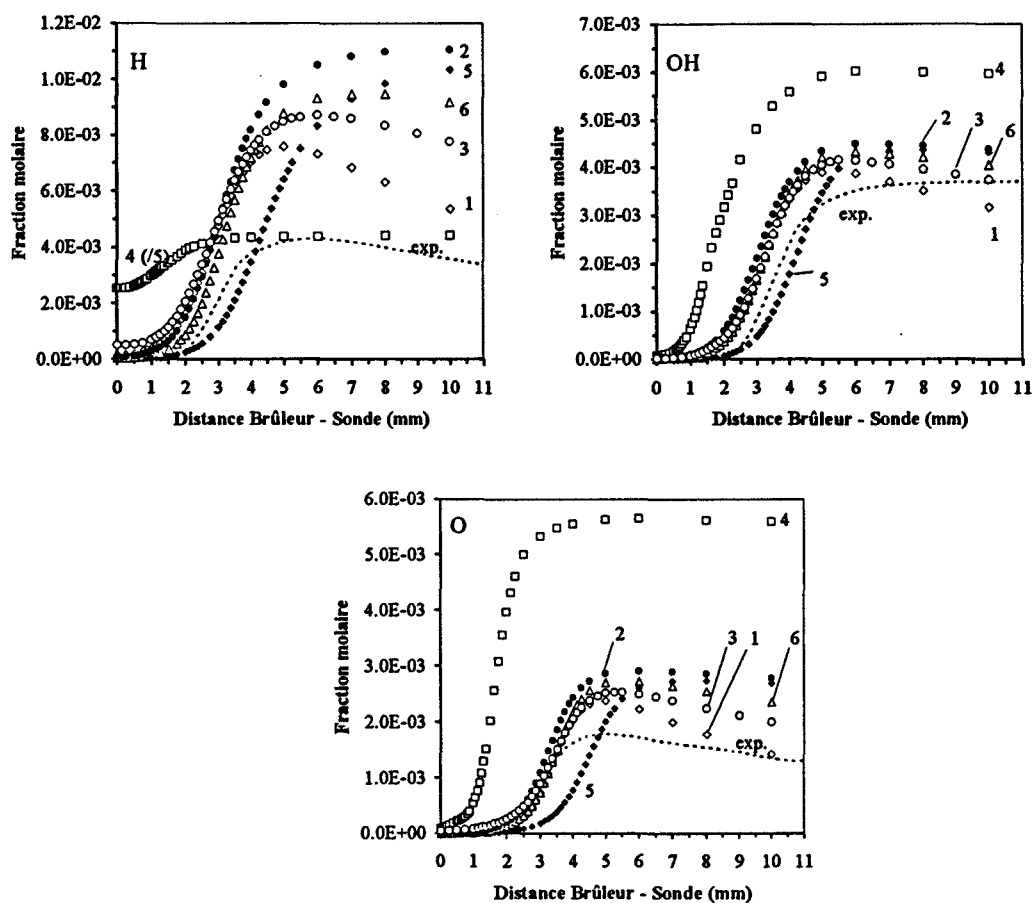 H
Fraction molaire
1.2E-02
1.0E-02
8.0E-03
6.0E-03
4.0E-03
2.0E-03
0.0E+00
2
5
6
3
1
4 (/5)
exp.
0 1 2 3 4 5 6 7 8 9 10 11
Distance Brûleur - Sonde (mm)
OH
Fraction molaire
7.0E-03
6.0E-03
5.0E-03
4.0E-03
3.0E-03
2.0E-03
1.0E-03
0.0E+00
4
2
3
6
exp.
1
5
0 1 2 3 4 5 6 7 8 9 10 11
Distance Brûleur - Sonde (mm)
O
Fraction molaire
6.0E-03
5.0E-03
4.0E-03
3.0E-03
2.0E-03
1.0E-03
0.0E+00
4
2
3
1
6
exp.
5
0 1 2 3 4 5 6 7 8 9 10 11
Distance Brûleur - Sonde (mm)